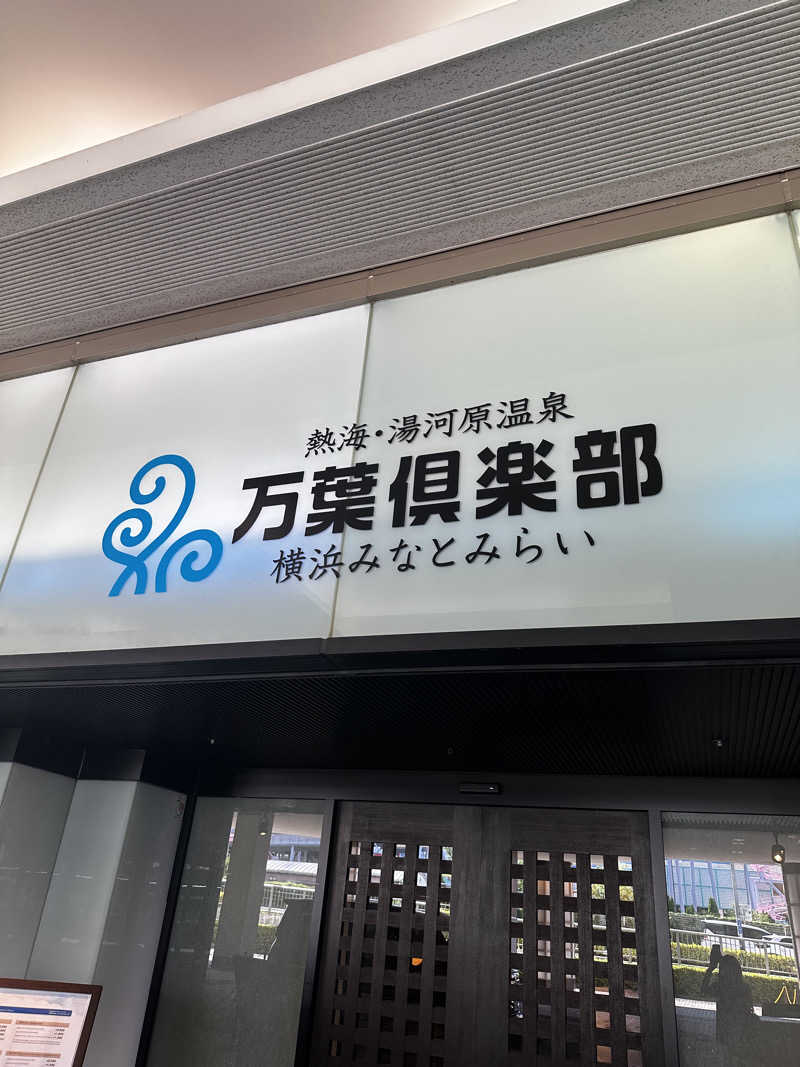 熱海・湯河原温泉
万葉倶楽部
横浜みなとみらい